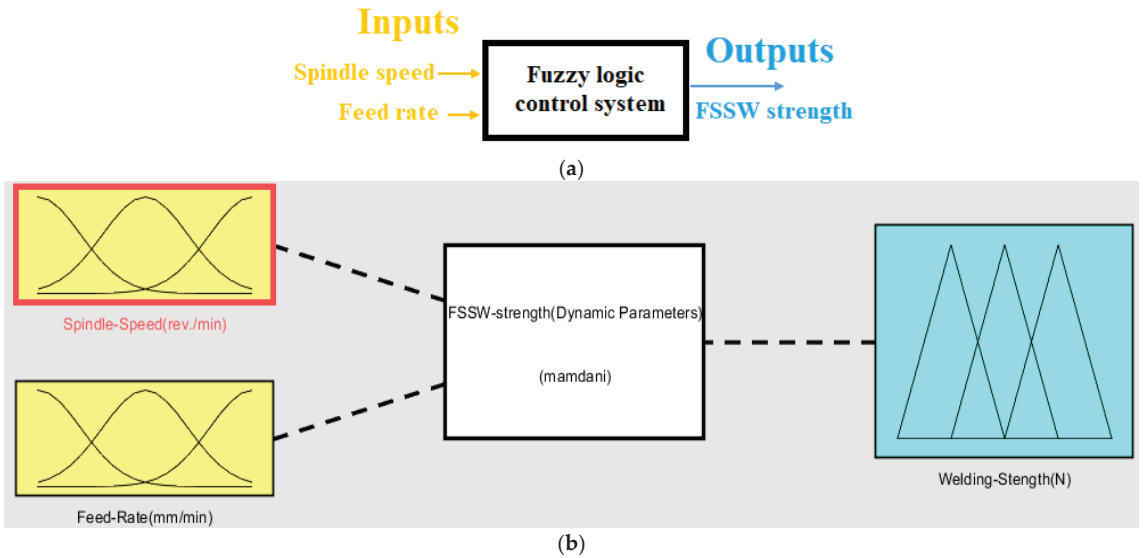 Inputs
Outputs
Spindle speed
Feed rate
Fuzzy logic
control system
FSSW strength
(a)
Spindle-Speed(rev./min)
FSSW-strength(Dynamic Parameters)
(mamdani)
Feed-Rate(mm/min)
Welding-Stength(N)
(b)